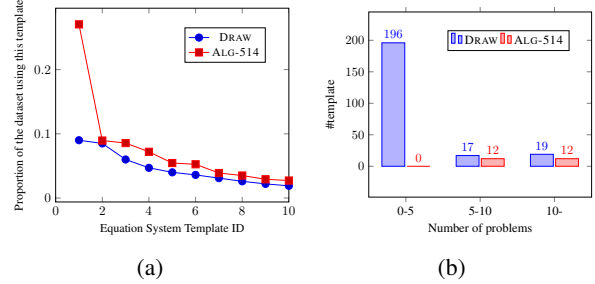 Proportion of the dataset using this template
0.2
0.1
0
0
2
4
6
8
10
Equation System Template ID
DRAW
ALG-514
(a)
#template
200
150
100
50
0
196
0
17
12
19
12
DRAW
ALG-514
0-5
5-10
10-
Number of problems
(b)